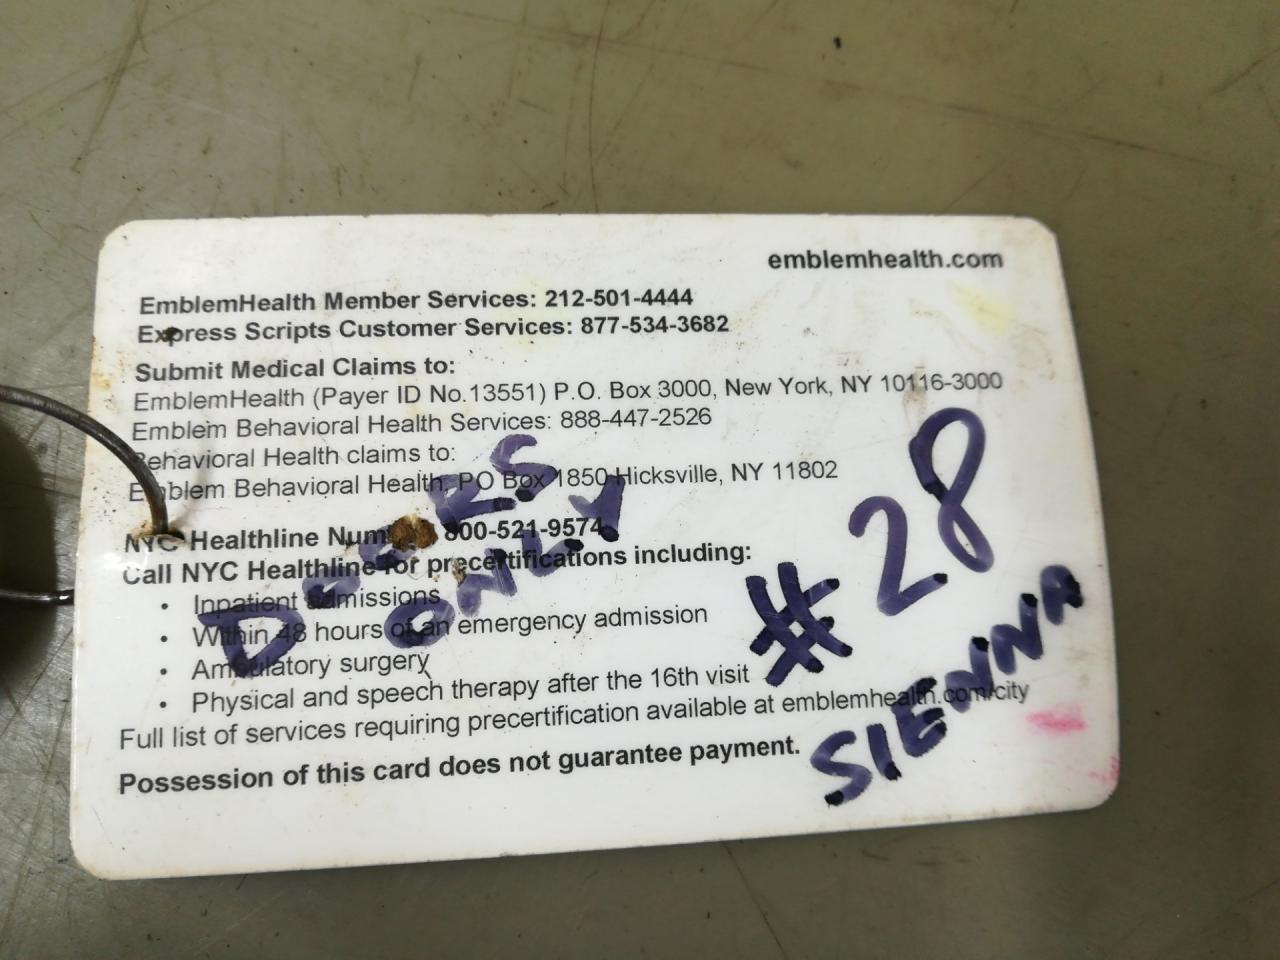 emblemhealth.com
EmblemHealth Member Services: 212-501-4444
Express Scripts Customer Services: 877-534-3682
Submit Medical Claims to:
EmblemHealth (Payer ID No.13551) P.O. Box 3000, New York, NY 10116-3000
Emblem Behavioral Health Services: 888-447-2526
Behavioral Health claims to:
Emblem Behavioral Health, PO Box 1850 Hicksville, NY 11802
NYC Healthline Number 800-521-9574
Call NYC Healthline for precertifications including:
• Inpatient admissions
• Within 48 hours of an emergency admission
• Ambulatory surgery
• Physical and speech therapy after the 16th visit
Full list of services requiring precertification available at emblemhealth.com/city
Possession of this card does not guarantee payment.
DOORS
ONLY
#28
SIENNA